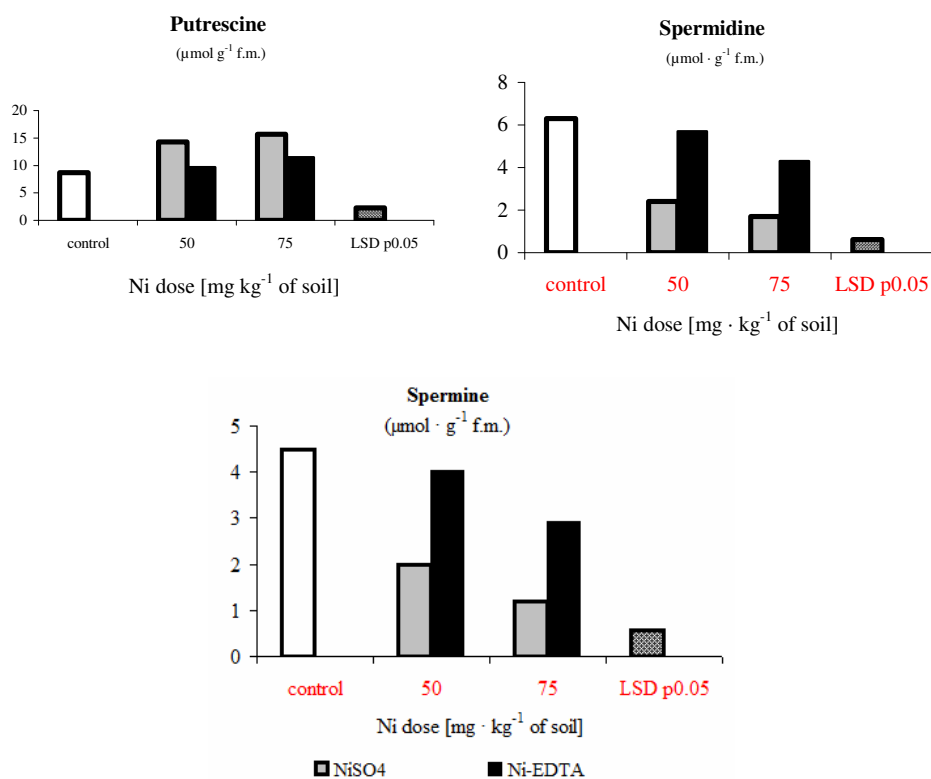 Putrescine
(µmol g-1 f.m.)
20
15
10
5
0
control 50 75 LSD p0.05
Ni dose [mg kg-1 of soil]
Spermidine
(µmol · g-1 f.m.)
8
6
4
2
0
control 50 75 LSD p0.05
Ni dose [mg · kg-1 of soil]
Spermine
(µmol · g-1 f.m.)
5
4
3
2
1
0
control 50 75 LSD p0.05
Ni dose [mg · kg-1 of soil]
NiSO4 Ni-EDTA